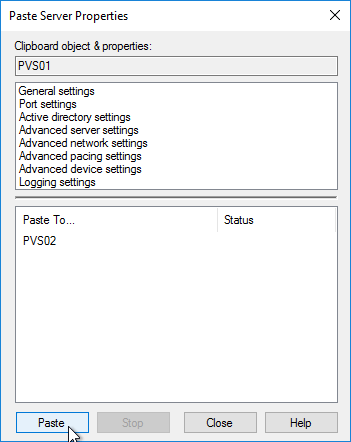 Paste Server Properties
Clipboard object & properties:
PVS01
General settings
Port settings
Active directory settings
Advanced server settings
Advanced network settings
Advanced pacing settings
Advanced device settings
Logging settings
Paste To... Status
PVS02
Paste Stop Close Help